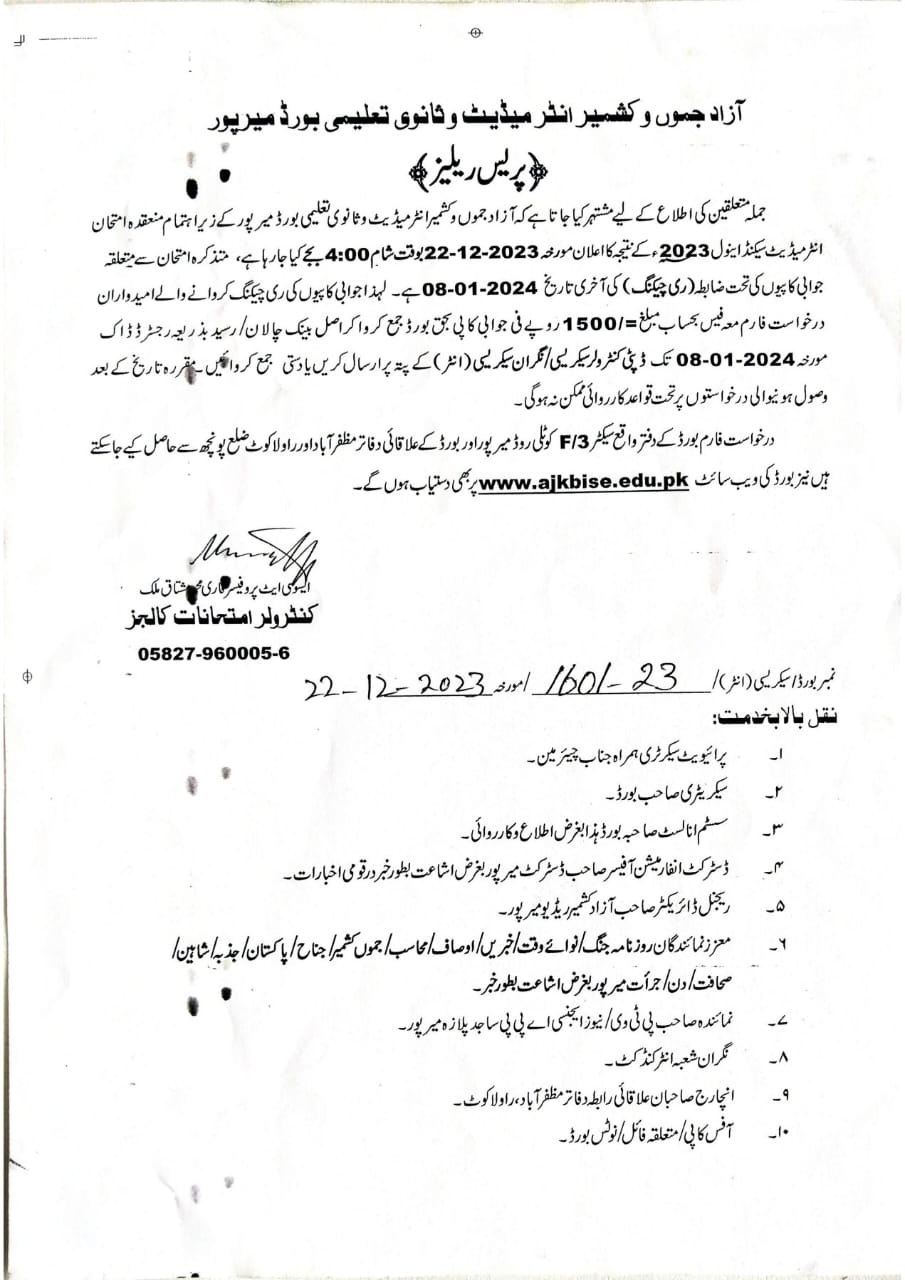 آزاد جموں و کشمیر انٹر میڈیٹ و ثانوی تعلیمی بورڈ میرپور
﴿پریس ریلیز﴾
جملہ متعلقین کی اطلاع کے لیے مشتہر کیا جاتا ہے کہ آزاد جموں و کشمیر انٹر میڈیٹ و ثانوی تعلیمی بورڈ میرپور کے زیر اہتمام منعقدہ امتحان
انٹر میڈیٹ سیکنڈ اینول 2023ء کے نتیجہ کا اعلان مورخہ 22-12-2023 بوقت شام 4:00 بجے کیا جا رہا ہے، متذکرہ امتحان سے متعلقہ
جوابی کاپیوں کی تحت ضابطہ (ری چیکنگ) کی آخری تاریخ 08-01-2024 ہے۔ لہذا جوابی کاپیوں کی ری چیکنگ کروانے والے امیدواران
درخواست فارم معہ فیس بحساب مبلغ =/1500 روپے فی جوابی کاپی بحق بورڈ جمع کروا کر اصل بینک چالان/ رسید بذریعہ رجسٹرڈ ڈاک
مورخہ 08-01-2024 تک ڈپٹی کنٹرولر سیکریسی/نگران سیکریسی (انٹر) کے پتہ پر ارسال کریں یا دستی جمع کروائیں۔ مقررہ تاریخ کے بعد
وصول ہونیوالی درخواستوں پر تحت قواعد کارروائی ممکن نہ ہوگی۔
درخواست فارم بورڈ کے دفتر واقع سیکٹر F/3 کوٹلی روڈ میرپور اور بورڈ کے علاقائی دفاتر مظفرآباد اور راولاکوٹ ضلع پونچھ سے حاصل کیے جا سکتے
ہیں نیز بورڈ کی ویب سائٹ www.ajkbise.edu.pk پر بھی دستیاب ہوں گے۔
ایسوسی ایٹ پروفیسر قاری محمد مشتاق ملک
کنٹرولر امتحانات کالجز
05827-960005-6
نمبر بورڈ/سیکریسی (انٹر)/ 1601-23 /مورخہ 22-12-2023
نقل بالا بخدمت:
۱۔ پرائیویٹ سیکرٹری ہمراہ جناب چیئرمین۔
۲۔ سیکریٹری صاحب بورڈ۔
۳۔ سسٹم انالسٹ صاحبہ بورڈ ہذا بغرض اطلاع و کارروائی۔
۴۔ ڈسٹرکٹ انفارمیشن آفیسر صاحب ڈسٹرکٹ میرپور بغرض اشاعت بطور خبر در قومی اخبارات۔
۵۔ ریجنل ڈائریکٹر صاحب آزاد کشمیر ریڈیو میرپور۔
۶۔ معزز نمائندگان روزنامہ جنگ/نوائے وقت/خبریں/اوصاف/محاسب/جموں کشمیر/جناح/پاکستان/جذبہ/شاہین/
صحافت/دن/جرأت میرپور بغرض اشاعت بطور خبر۔
۷۔ نمائندہ صاحب پی ٹی وی/نیوز ایجنسی اے پی پی ساجد پلازہ میرپور۔
۸۔ نگران شعبہ انٹر کنڈکٹ۔
۹۔ انچارج صاحبان علاقائی رابطہ دفاتر مظفرآباد، راولاکوٹ۔
۱۰۔ آفس کاپی/متعلقہ فائل/نوٹس بورڈ۔